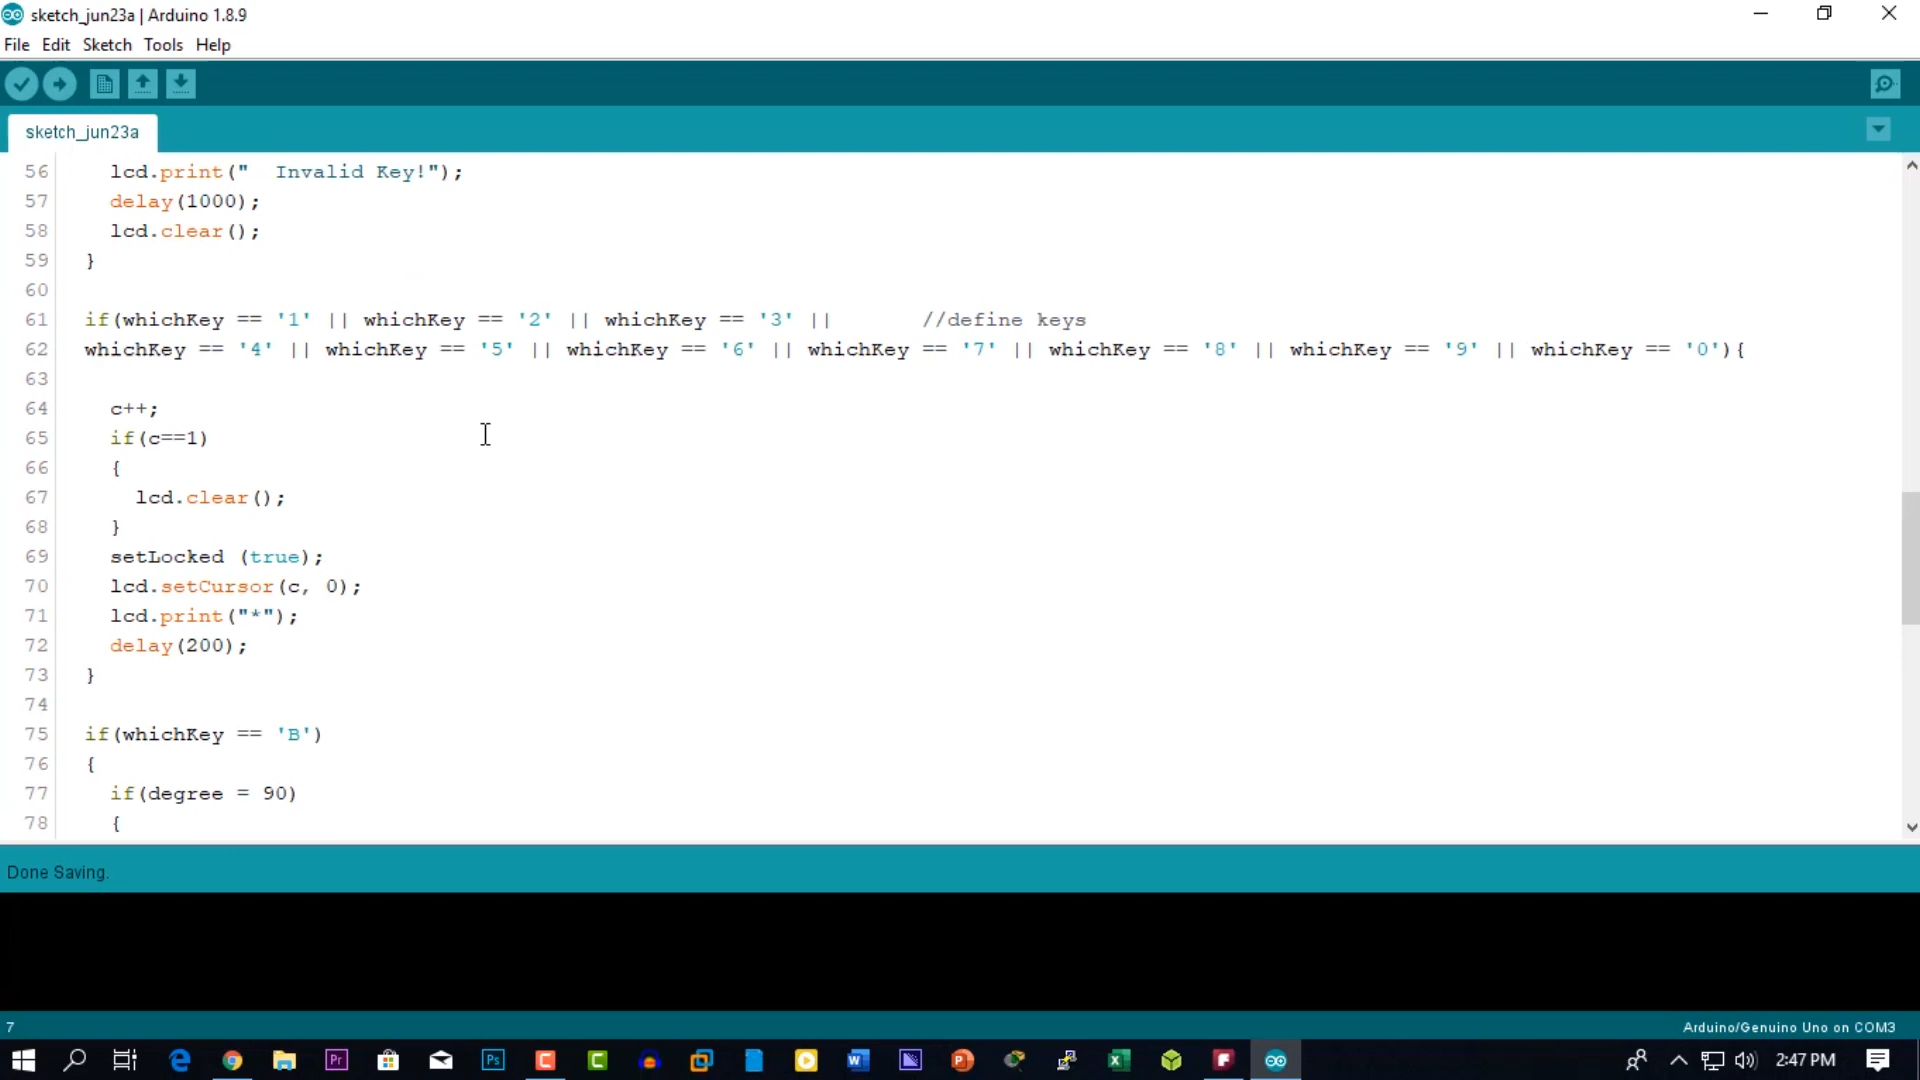 sketch_jun23a | Arduino 1.8.9
File Edit Sketch Tools Help
sketch_jun23a
56 lcd.print("  Invalid Key!");
57 delay(1000);
58 lcd.clear();
59 }
60
61 if(whichKey == '1' || whichKey == '2' || whichKey == '3' ||       //define keys
62 whichKey == '4' || whichKey == '5' || whichKey == '6' || whichKey == '7' || whichKey == '8' || whichKey == '9' || whichKey == '0'){
63
64 c++;
65 if(c==1)
66 {
67 lcd.clear();
68 }
69 setLocked (true);
70 lcd.setCursor(c, 0);
71 lcd.print("*");
72 delay(200);
73 }
74
75 if(whichKey == 'B')
76 {
77 if(degree = 90)
78 {
Done Saving.
7 Arduino/Genuino Uno on COM3
2:47 PM